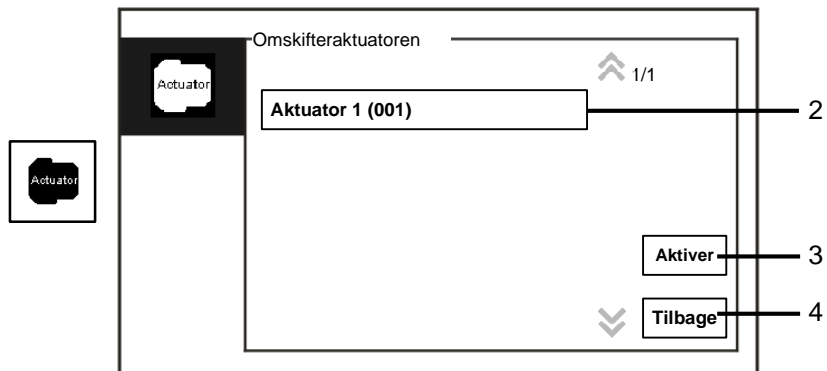 Omskifteraktuatoren
Actuator
1/1
Aktuator 1 (001)
2
Actuator
Aktiver
3
Tilbage
4